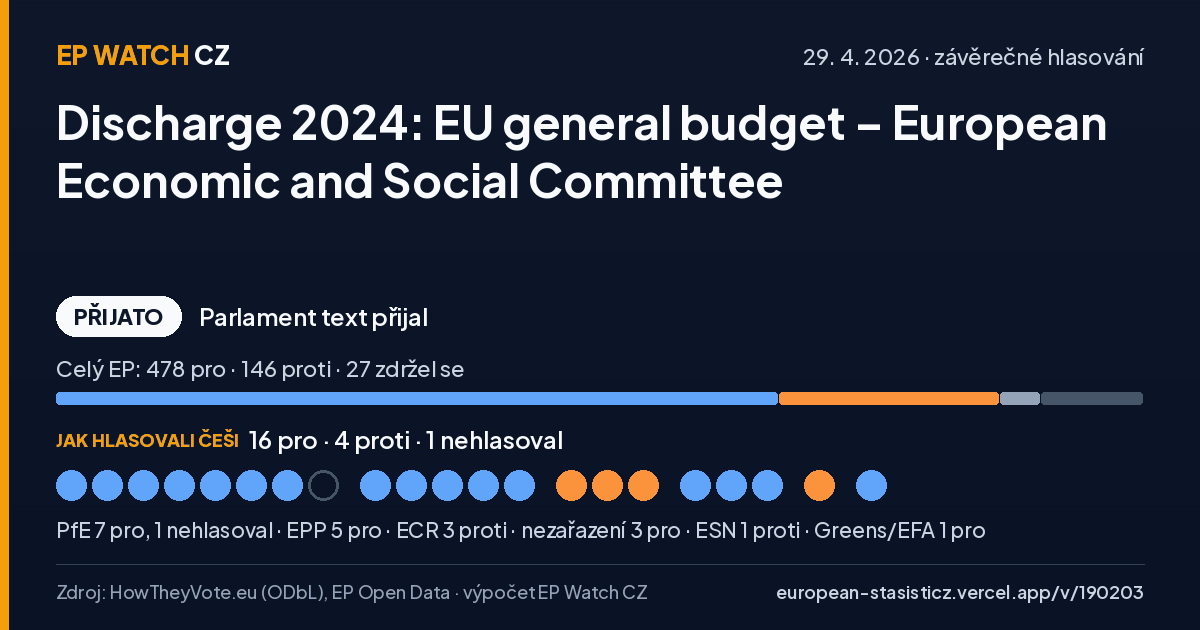 EP WATCH CZ
29. 4. 2026 · závěrečné hlasování
Discharge 2024: EU general budget – European
Economic and Social Committee
PŘIJATO Parlament text přijal
Celý EP: 478 pro · 146 proti · 27 zdržel se
JAK HLASOVALI ČEŠI 16 pro · 4 proti · 1 nehlasoval
PfE 7 pro, 1 nehlasoval · EPP 5 pro · ECR 3 proti · nezařazení 3 pro · ESN 1 proti · Greens/EFA 1 pro
Zdroj: HowTheyVote.eu (ODbL), EP Open Data · výpočet EP Watch CZ
european-stasisticz.vercel.app/v/190203